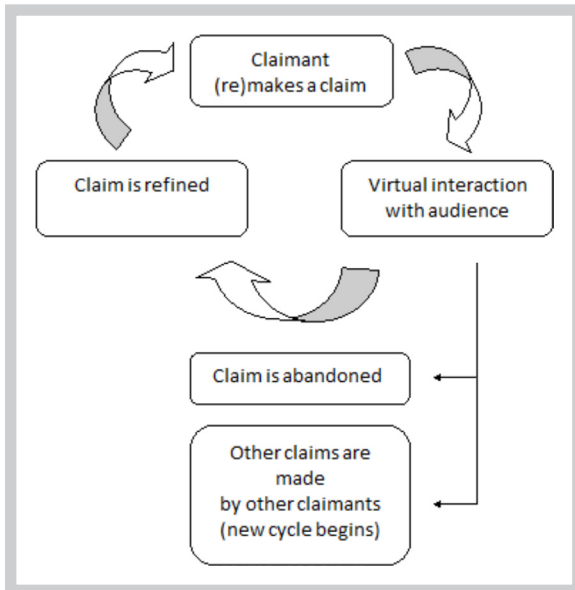 Claimant
(re)makes a claim
Claim is refined
Virtual interaction
with audience
Claim is abandoned
Other claims are
made
by other claimants
(new cycle begins)